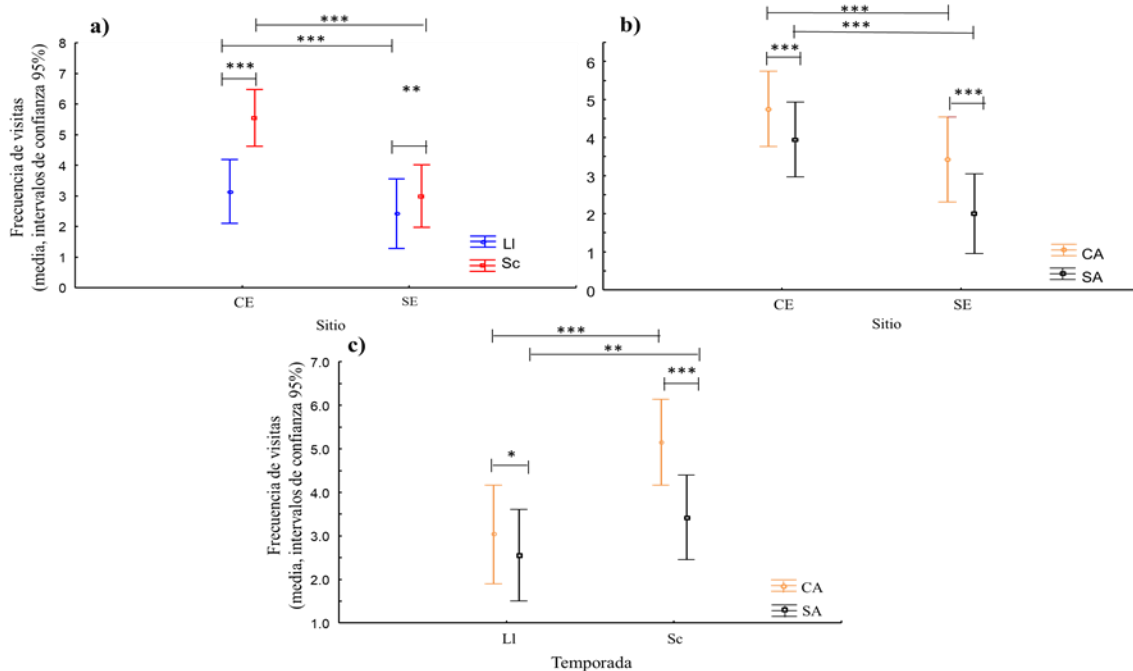 a)
***
***
8
7
6
5
4
3
2
1
0
***
**
Frecuencia de visitas
(media, intervalos de confianza 95%)
Ll
Sc
CE
SE
Sitio
b)
***
***
6
5
4
3
2
1
0
***
***
CA
SA
CE
SE
Sitio
c)
***
**
7.0
6.0
5.0
4.0
3.0
2.0
1.0
***
*
Frecuencia de visitas
(media, intervalos de confianza 95%)
CA
SA
Ll
Sc
Temporada